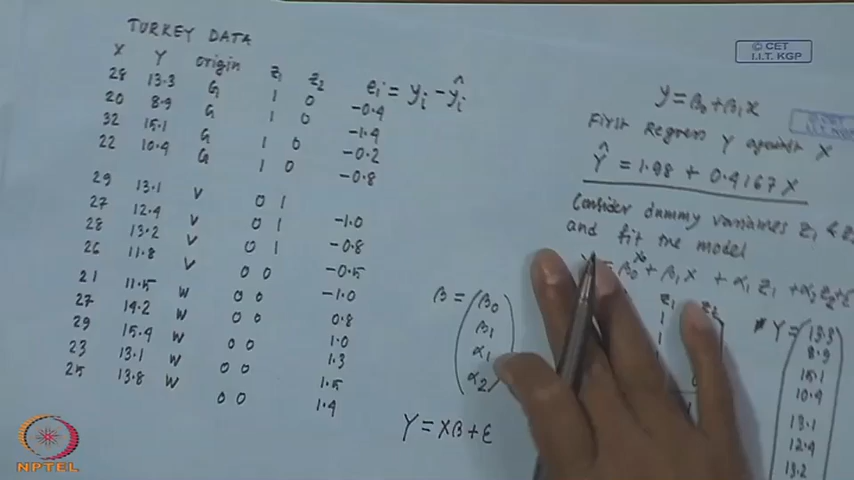 TURKEY DATA
X Y origin z₁ z₂ eᵢ = yᵢ - ŷᵢ
28 13.3 G 1 0 -0.4
20 8.9 G 1 0 -1.4
32 15.1 G 1 0 -0.2
22 10.4 G 1 0 -0.8
29 13.1 V 0 1 -1.0
27 12.4 V 0 1 -0.8
28 13.2 V 0 1 -0.5
26 11.8 V 0 0 -1.0
21 11.5 W 0 0 0.8
27 14.2 W 0 0 1.0
29 15.4 W 0 0 1.3
23 13.1 W 0 0 1.5
25 13.8 W 0 0 1.4
© CET
I.I.T. KGP
y = β₀ + β₁x
First Regress Y against X
Ŷ = 1.98 + 0.4167 X
Consider dummy variables z₁ &
and fit the model
β₀ + β₁x + α₁z₁ + α₂z₂ + ε
z₁ z₂
β = (β₀
β₁
α₁
α₂)
Y = Xβ + ε
Y = (13.3
8.9
15.1
10.4
13.1
12.4
13.2
NPTEL